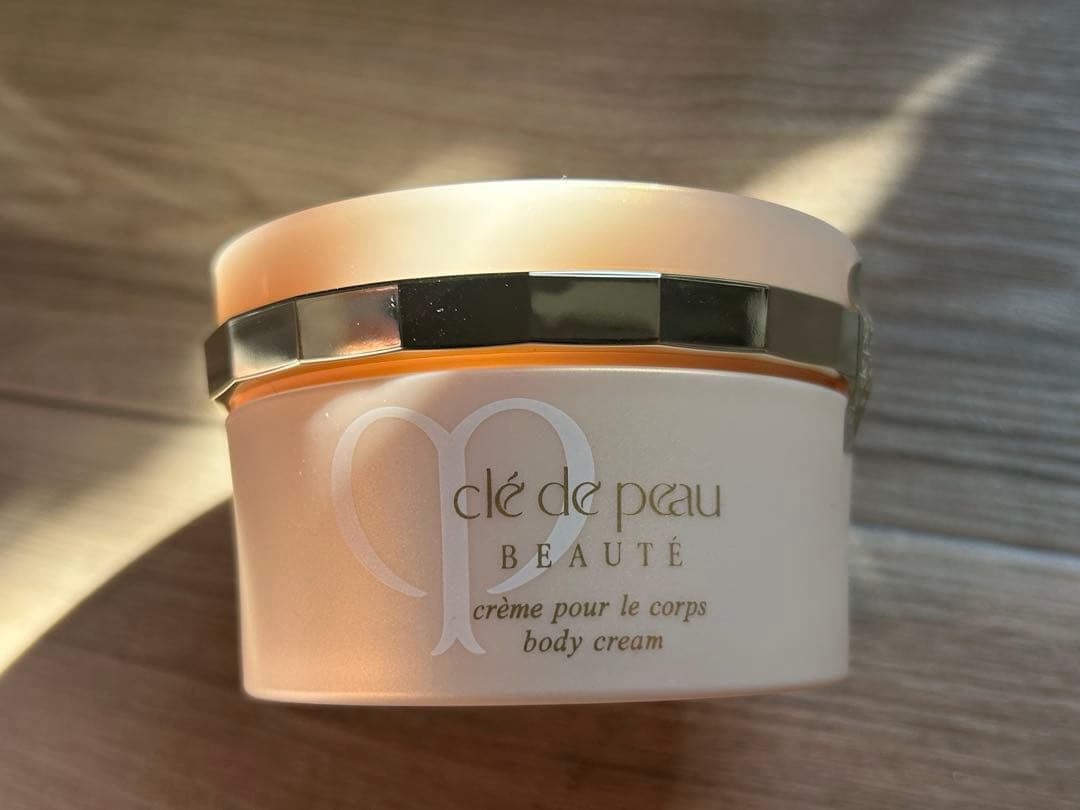 clé de peau
BEAUTÉ
crème pour le corps
body cream